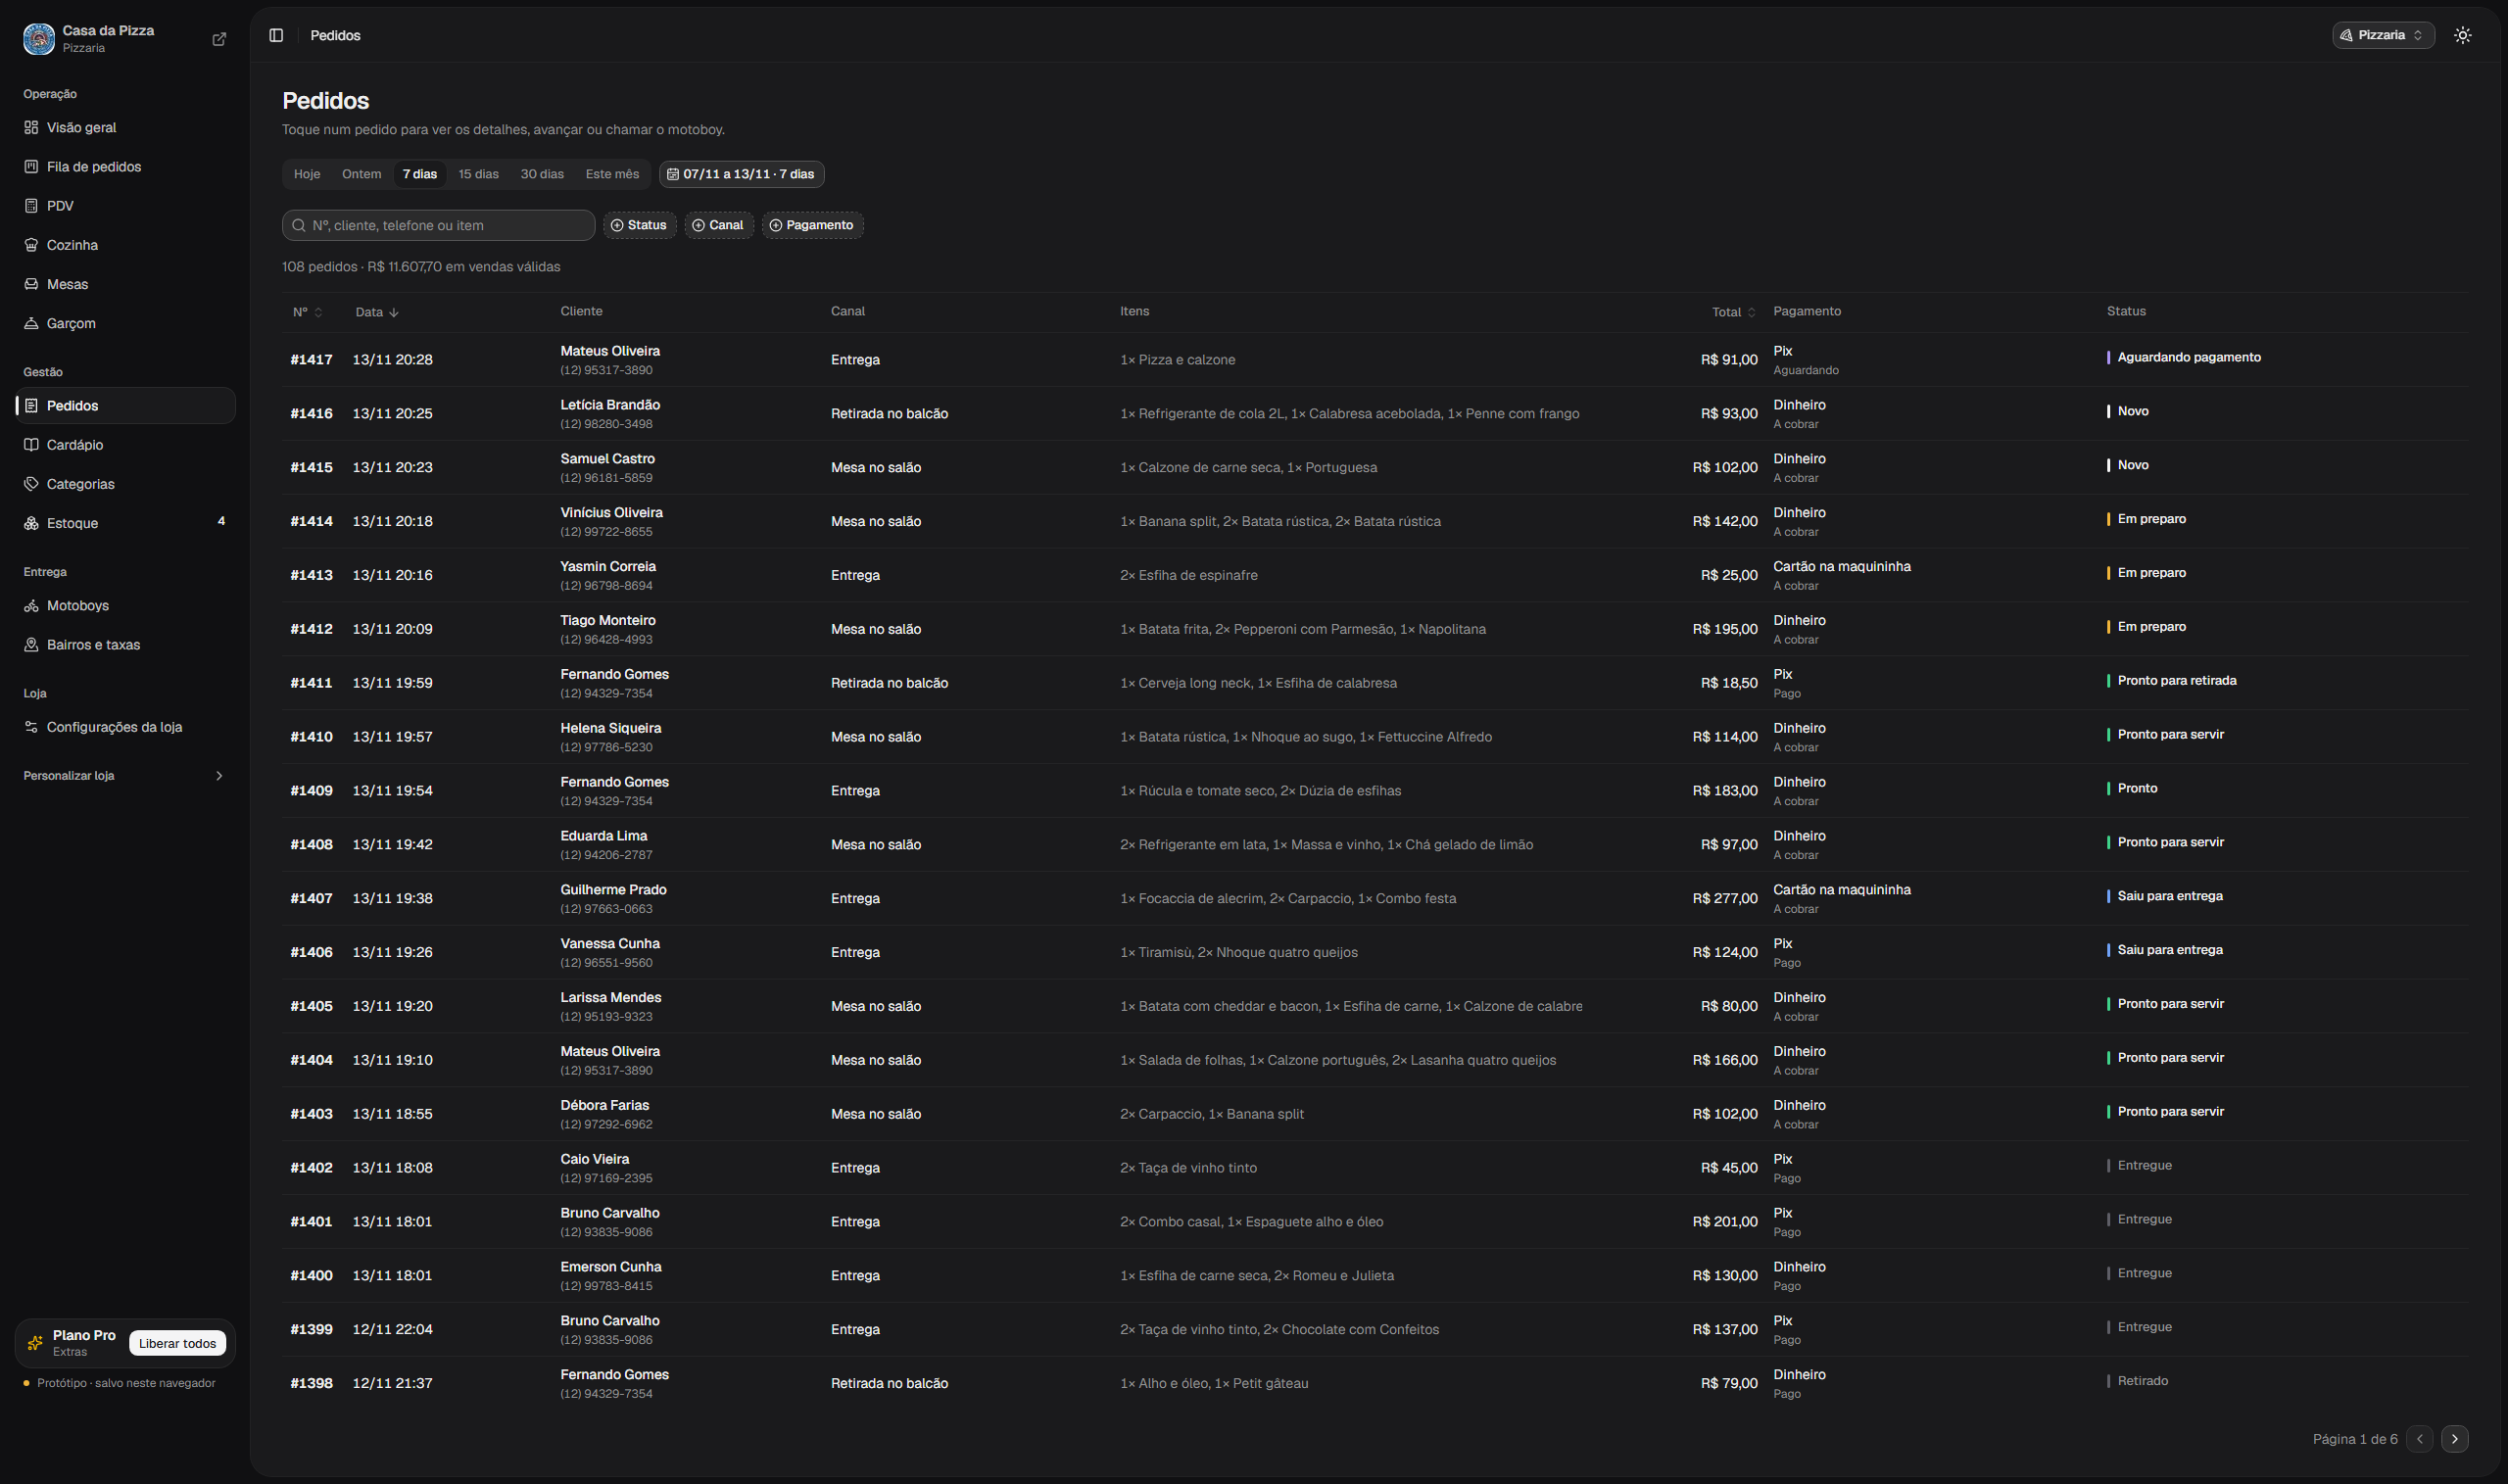 Casa da Pizza
Pizzaria
Operação
Visão geral
Fila de pedidos
PDV
Cozinha
Mesas
Garçom
Gestão
Pedidos
Cardápio
Categorias
Estoque 4
Entrega
Motoboys
Bairros e taxas
Loja
Configurações da loja
Personalizar loja
Plano Pro
Extras
Liberar todos
Protótipo · salvo neste navegador
Pedidos
Pizzaria
Pedidos
Toque num pedido para ver os detalhes, avançar ou chamar o motoboy.
Hoje Ontem 7 dias 15 dias 30 dias Este mês 07/11 a 13/11 · 7 dias
Nº, cliente, telefone ou item Status Canal Pagamento
108 pedidos · R$ 11.607,70 em vendas válidas
Nº Data Cliente Canal Itens Total Pagamento Status
#1417 13/11 20:28 Mateus Oliveira (12) 95317-3890 Entrega 1× Pizza e calzone R$ 91,00 Pix Aguardando Aguardando pagamento
#1416 13/11 20:25 Letícia Brandão (12) 98280-3498 Retirada no balcão 1× Refrigerante de cola 2L, 1× Calabresa acebolada, 1× Penne com frango R$ 93,00 Dinheiro A cobrar Novo
#1415 13/11 20:23 Samuel Castro (12) 96181-5859 Mesa no salão 1× Calzone de carne seca, 1× Portuguesa R$ 102,00 Dinheiro A cobrar Novo
#1414 13/11 20:18 Vinícius Oliveira (12) 99722-8655 Mesa no salão 1× Banana split, 2× Batata rústica, 2× Batata rústica R$ 142,00 Dinheiro A cobrar Em preparo
#1413 13/11 20:16 Yasmin Correia (12) 96798-8694 Entrega 2× Esfiha de espinafre R$ 25,00 Cartão na maquininha A cobrar Em preparo
#1412 13/11 20:09 Tiago Monteiro (12) 96428-4993 Mesa no salão 1× Batata frita, 2× Pepperoni com Parmesão, 1× Napolitana R$ 195,00 Dinheiro A cobrar Em preparo
#1411 13/11 19:59 Fernando Gomes (12) 94329-7354 Retirada no balcão 1× Cerveja long neck, 1× Esfiha de calabresa R$ 18,50 Pix Pago Pronto para retirada
#1410 13/11 19:57 Helena Siqueira (12) 97786-5230 Mesa no salão 1× Batata rústica, 1× Nhoque ao sugo, 1× Fettuccine Alfredo R$ 114,00 Dinheiro A cobrar Pronto para servir
#1409 13/11 19:54 Fernando Gomes (12) 94329-7354 Entrega 1× Rúcula e tomate seco, 2× Dúzia de esfihas R$ 183,00 Dinheiro A cobrar Pronto
#1408 13/11 19:42 Eduarda Lima (12) 94206-2787 Mesa no salão 2× Refrigerante em lata, 1× Massa e vinho, 1× Chá gelado de limão R$ 97,00 Dinheiro A cobrar Pronto para servir
#1407 13/11 19:38 Guilherme Prado (12) 97663-0663 Entrega 1× Focaccia de alecrim, 2× Carpaccio, 1× Combo festa R$ 277,00 Cartão na maquininha A cobrar Saiu para entrega
#1406 13/11 19:26 Vanessa Cunha (12) 96551-9560 Entrega 1× Tiramisù, 2× Nhoque quatro queijos R$ 124,00 Pix Pago Saiu para entrega
#1405 13/11 19:20 Larissa Mendes (12) 95193-9323 Mesa no salão 1× Batata com cheddar e bacon, 1× Esfiha de carne, 1× Calzone de calabre R$ 80,00 Dinheiro A cobrar Pronto para servir
#1404 13/11 19:10 Mateus Oliveira (12) 95317-3890 Mesa no salão 1× Salada de folhas, 1× Calzone português, 2× Lasanha quatro queijos R$ 166,00 Dinheiro A cobrar Pronto para servir
#1403 13/11 18:55 Débora Farias (12) 97292-6962 Mesa no salão 2× Carpaccio, 1× Banana split R$ 102,00 Dinheiro A cobrar Pronto para servir
#1402 13/11 18:08 Caio Vieira (12) 97169-2395 Entrega 2× Taça de vinho tinto R$ 45,00 Pix Pago Entregue
#1401 13/11 18:01 Bruno Carvalho (12) 93835-9086 Entrega 2× Combo casal, 1× Espaguete alho e óleo R$ 201,00 Pix Pago Entregue
#1400 13/11 18:01 Emerson Cunha (12) 99783-8415 Entrega 1× Esfiha de carne seca, 2× Romeu e Julieta R$ 130,00 Dinheiro Pago Entregue
#1399 12/11 22:04 Bruno Carvalho (12) 93835-9086 Entrega 2× Taça de vinho tinto, 2× Chocolate com Confeitos R$ 137,00 Pix Pago Entregue
#1398 12/11 21:37 Fernando Gomes (12) 94329-7354 Retirada no balcão 1× Alho e óleo, 1× Petit gâteau R$ 79,00 Dinheiro Pago Retirado
Página 1 de 6